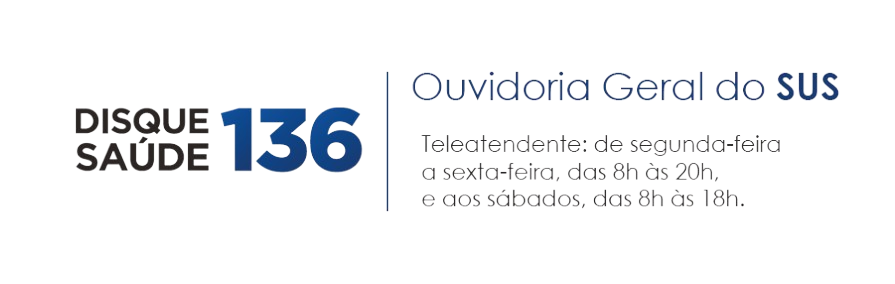 DISQUE
SAÚDE
136
Ouvidoria Geral do SUS
Teleatendente: de segunda-feira
a sexta-feira, das 8h às 20h,
e aos sábados, das 8h às 18h.